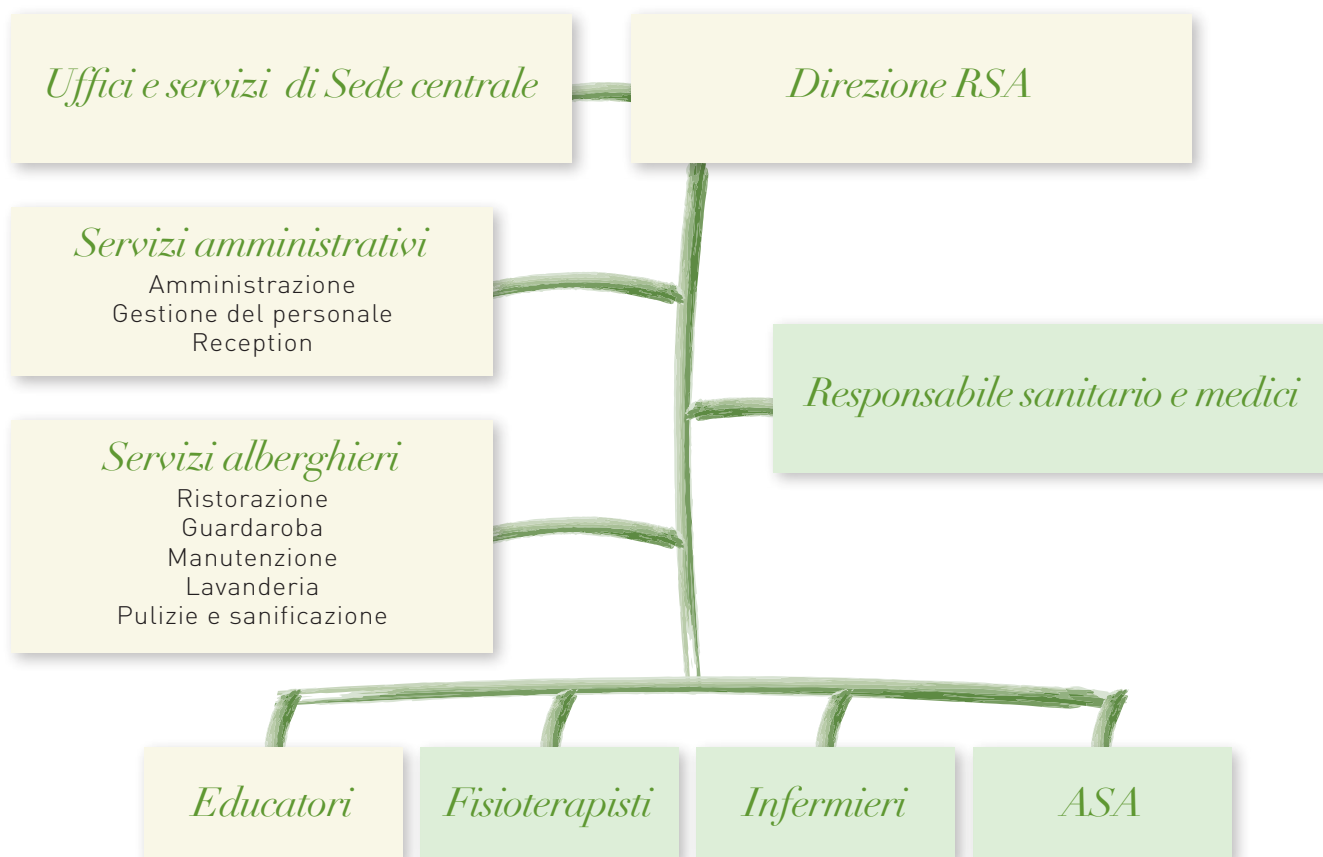 Uffici e servizi di Sede centrale
Direzione RSA
Servizi amministrativi
Amministrazione
Gestione del personale
Reception
Responsabile sanitario e medici
Servizi alberghieri
Ristorazione
Guardaroba
Manutenzione
Lavanderia
Pulizie e sanificazione
Educatori
Fisioterapisti
Infermieri
ASA